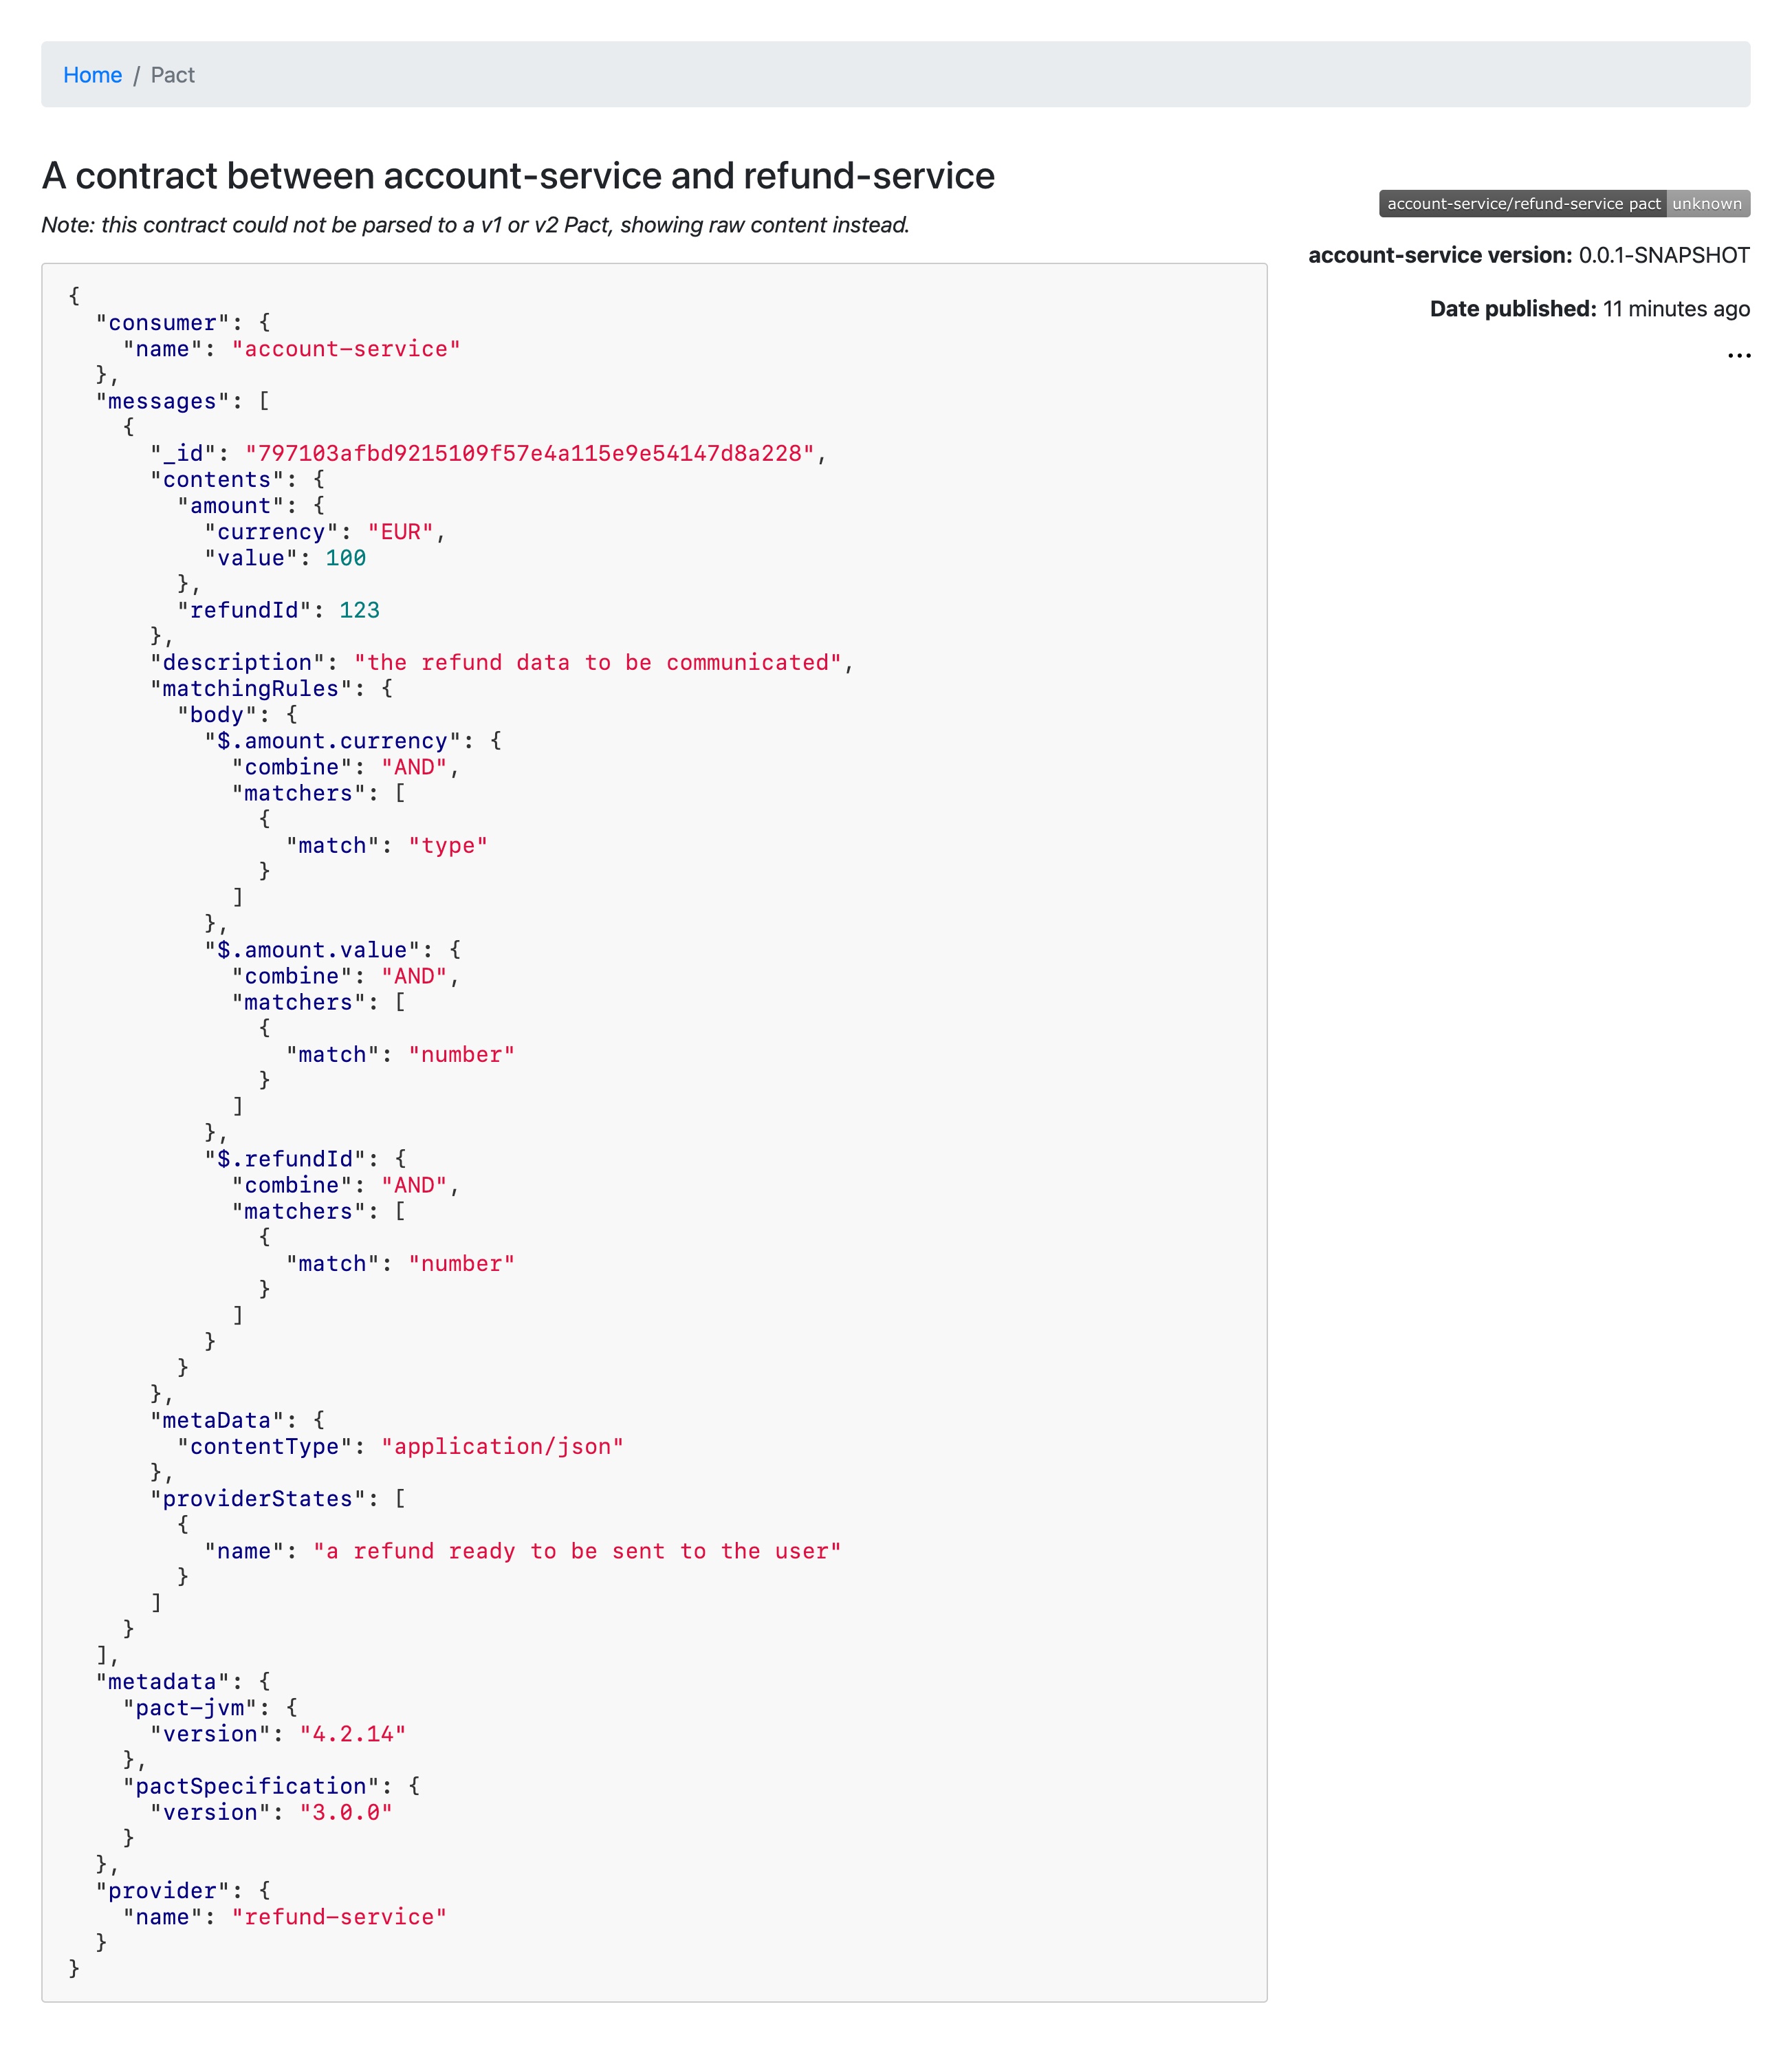 Home / Pact
A contract between account-service and refund-service
Note: this contract could not be parsed to a v1 or v2 Pact, showing raw content instead.
account-service/refund-service pact unknown
account-service version: 0.0.1-SNAPSHOT
Date published: 11 minutes ago
...
{
  "consumer": {
    "name": "account-service"
  },
  "messages": [
    {
      "_id": "797103afbd9215109f57e4a115e9e54147d8a228",
      "contents": {
        "amount": {
          "currency": "EUR",
          "value": 100
        },
        "refundId": 123
      },
      "description": "the refund data to be communicated",
      "matchingRules": {
        "body": {
          "$.amount.currency": {
            "combine": "AND",
            "matchers": [
              {
                "match": "type"
              }
            ]
          },
          "$.amount.value": {
            "combine": "AND",
            "matchers": [
              {
                "match": "number"
              }
            ]
          },
          "$.refundId": {
            "combine": "AND",
            "matchers": [
              {
                "match": "number"
              }
            ]
          }
        }
      },
      "metaData": {
        "contentType": "application/json"
      },
      "providerStates": [
        {
          "name": "a refund ready to be sent to the user"
        }
      ]
    }
  ],
  "metadata": {
    "pact-jvm": {
      "version": "4.2.14"
    },
    "pactSpecification": {
      "version": "3.0.0"
    }
  },
  "provider": {
    "name": "refund-service"
  }
}